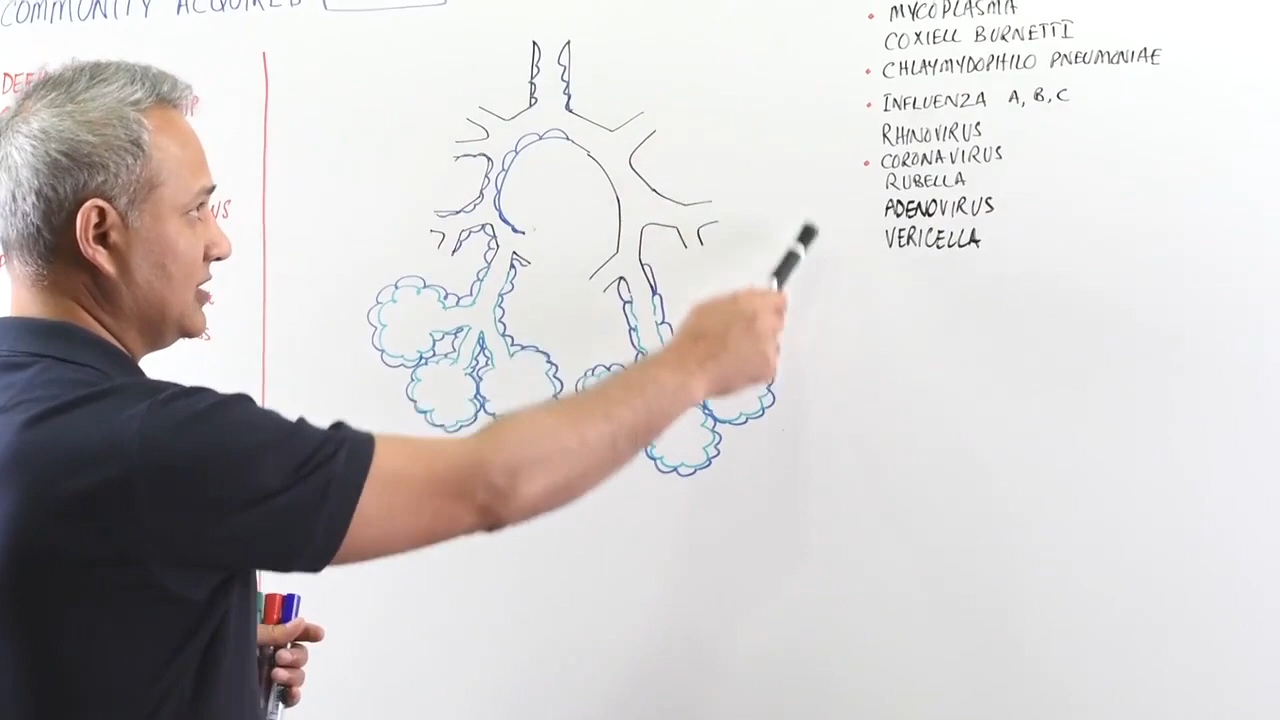 COMMUNITY ACQUIRED
MYCOPLASMA
COXIELL BURNETTI
CHLAYMYDOPHILO PNEUMONIAE
INFLUENZA A, B, C
RHINOVIRUS
CORONAVIRUS
RUBELLA
ADENOVIRUS
VERICELLA